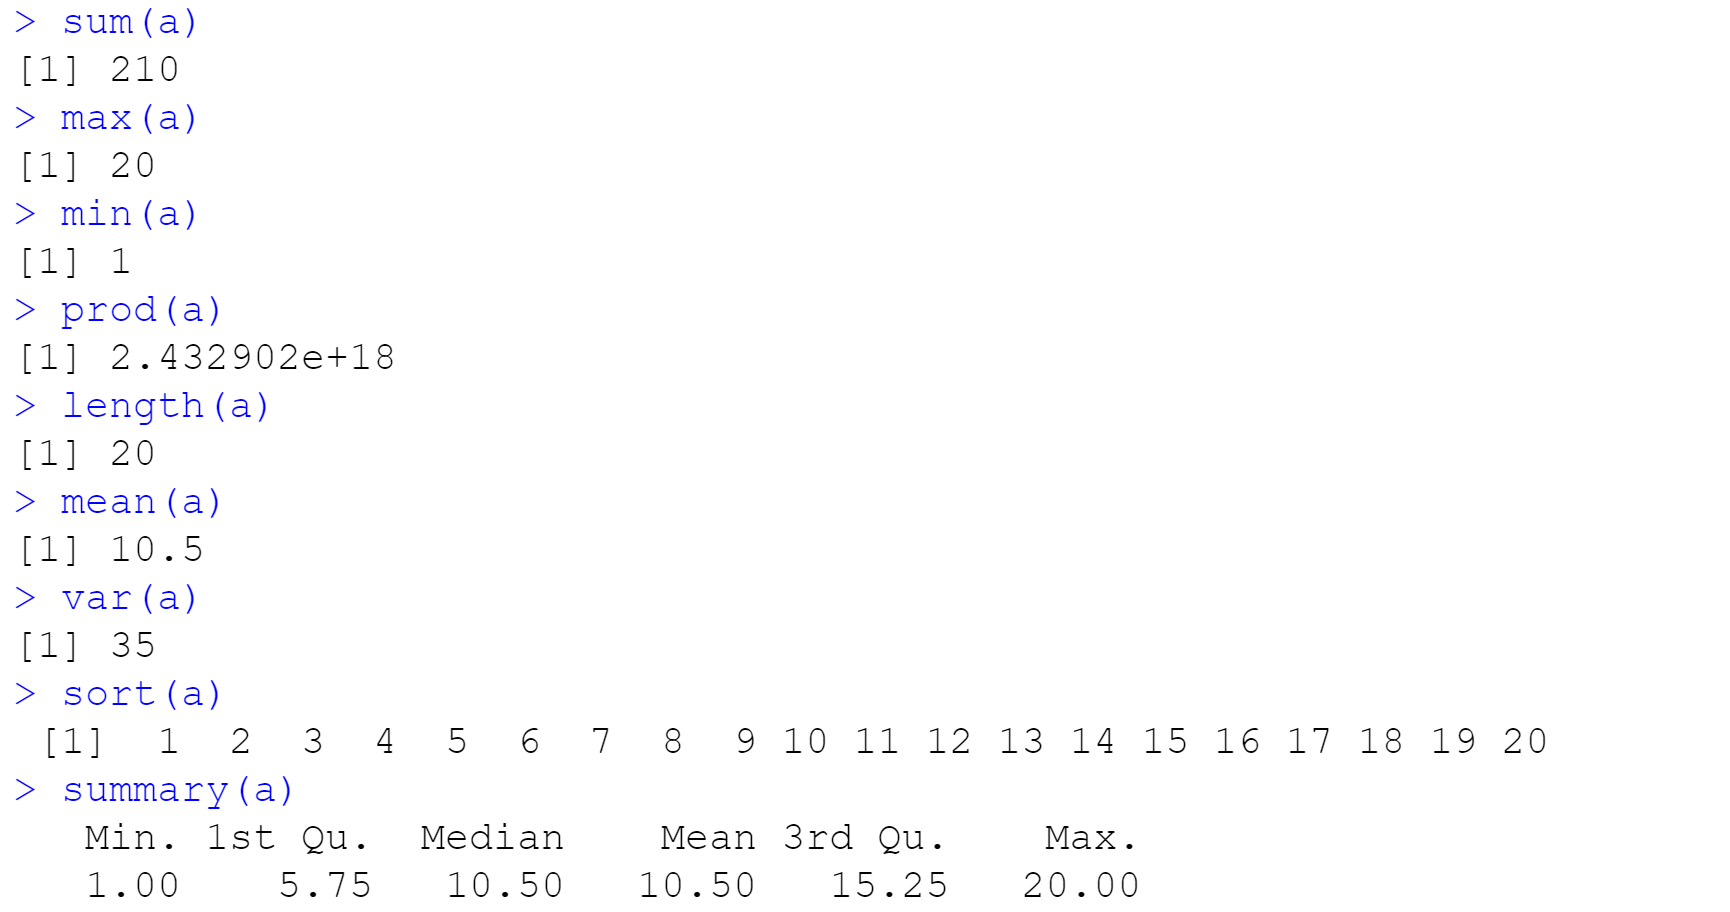 > sum(a)
[1] 210
> max(a)
[1] 20
> min(a)
[1] 1
> prod(a)
[1] 2.432902e+18
> length(a)
[1] 20
> mean(a)
[1] 10.5
> var(a)
[1] 35
> sort(a)
 [1]  1  2  3  4  5  6  7  8  9 10 11 12 13 14 15 16 17 18 19 20
> summary(a)
   Min. 1st Qu.  Median    Mean 3rd Qu.    Max.
   1.00    5.75   10.50   10.50   15.25   20.00